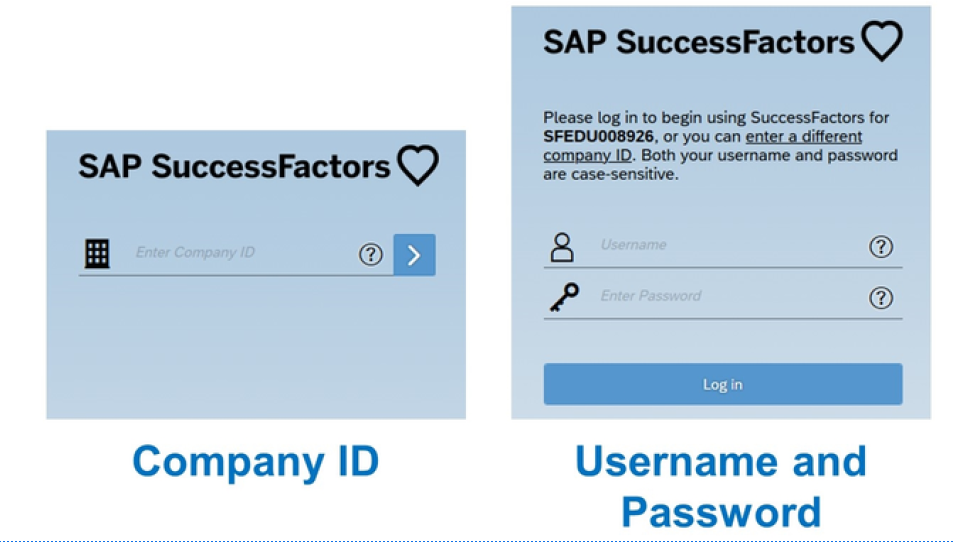 SAP SuccessFactors
Enter Company ID
?
Company ID
SAP SuccessFactors
Please log in to begin using SuccessFactors for
SFEDU008926, or you can enter a different
company ID. Both your username and password
are case-sensitive.
Username
?
Enter Password
?
Log in
Username and
Password